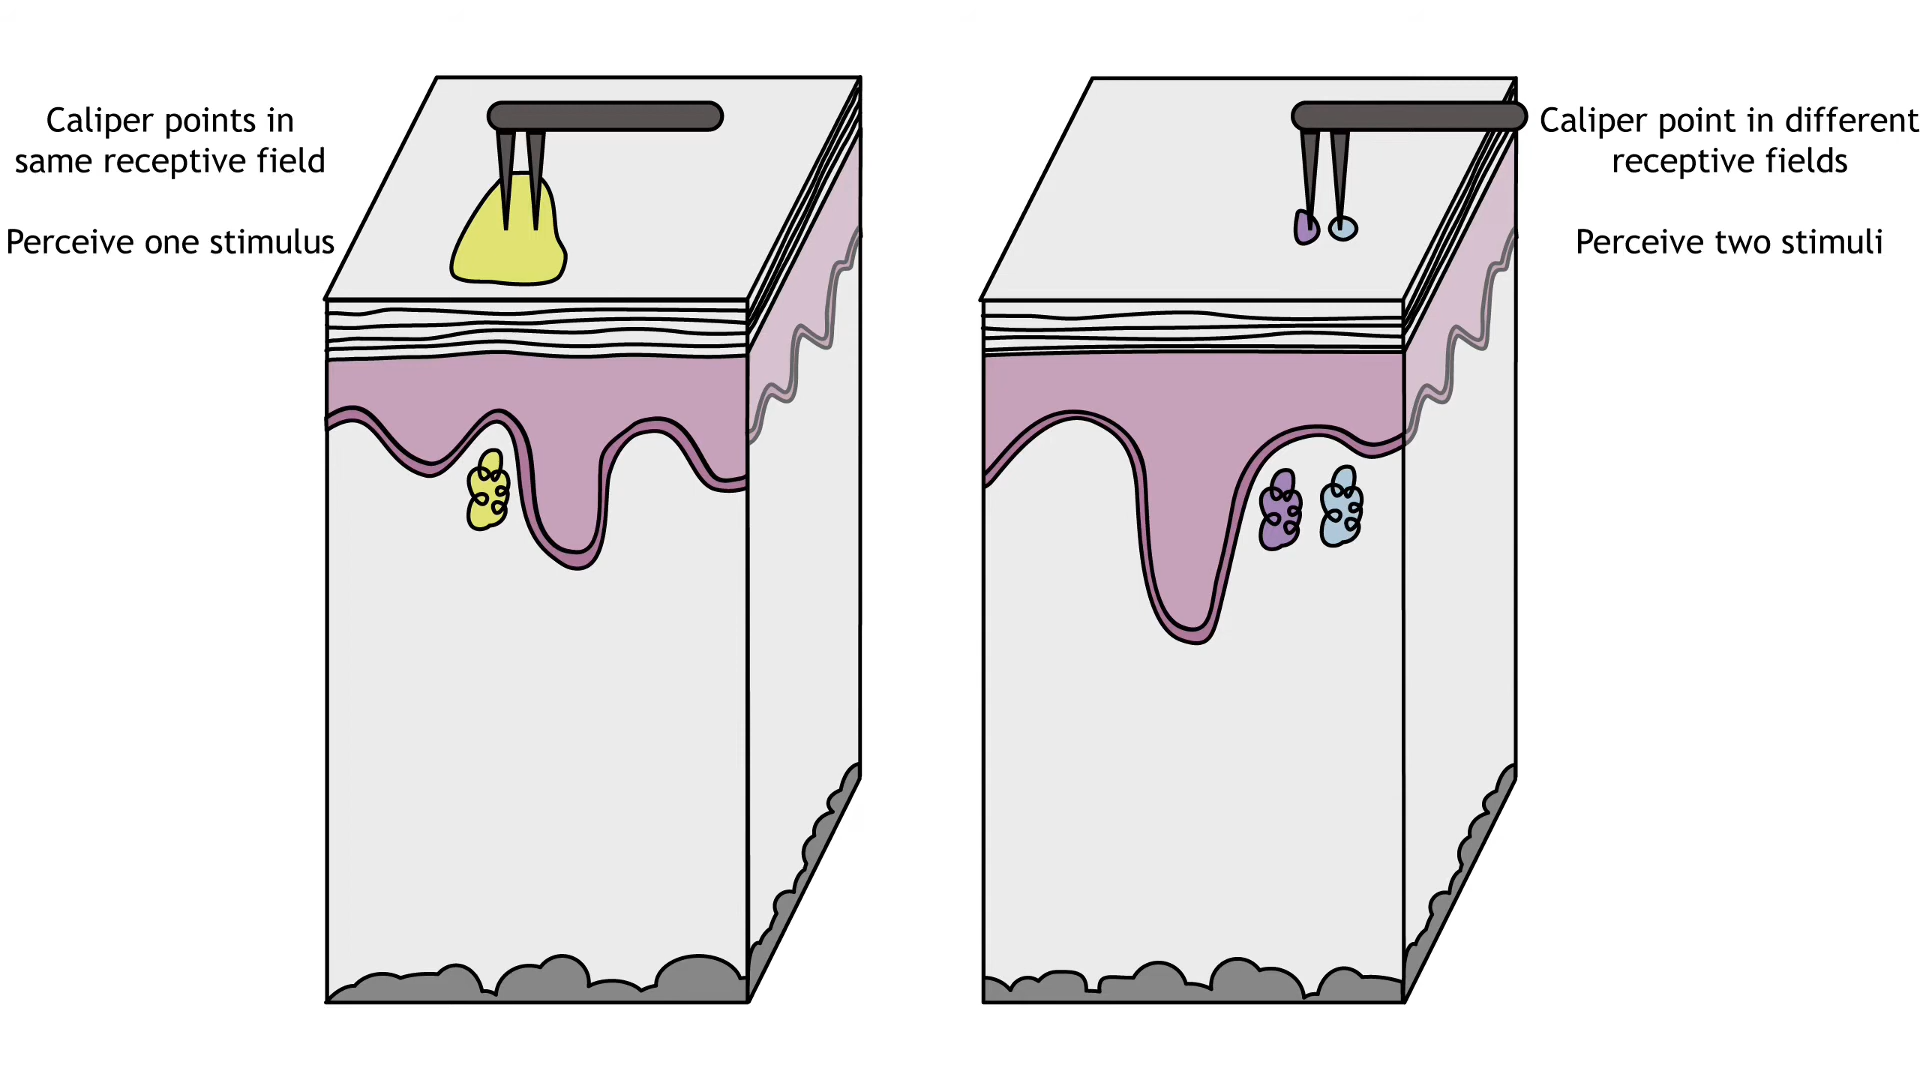 Caliper points in
same receptive field
Perceive one stimulus
Caliper point in different
receptive fields
Perceive two stimuli